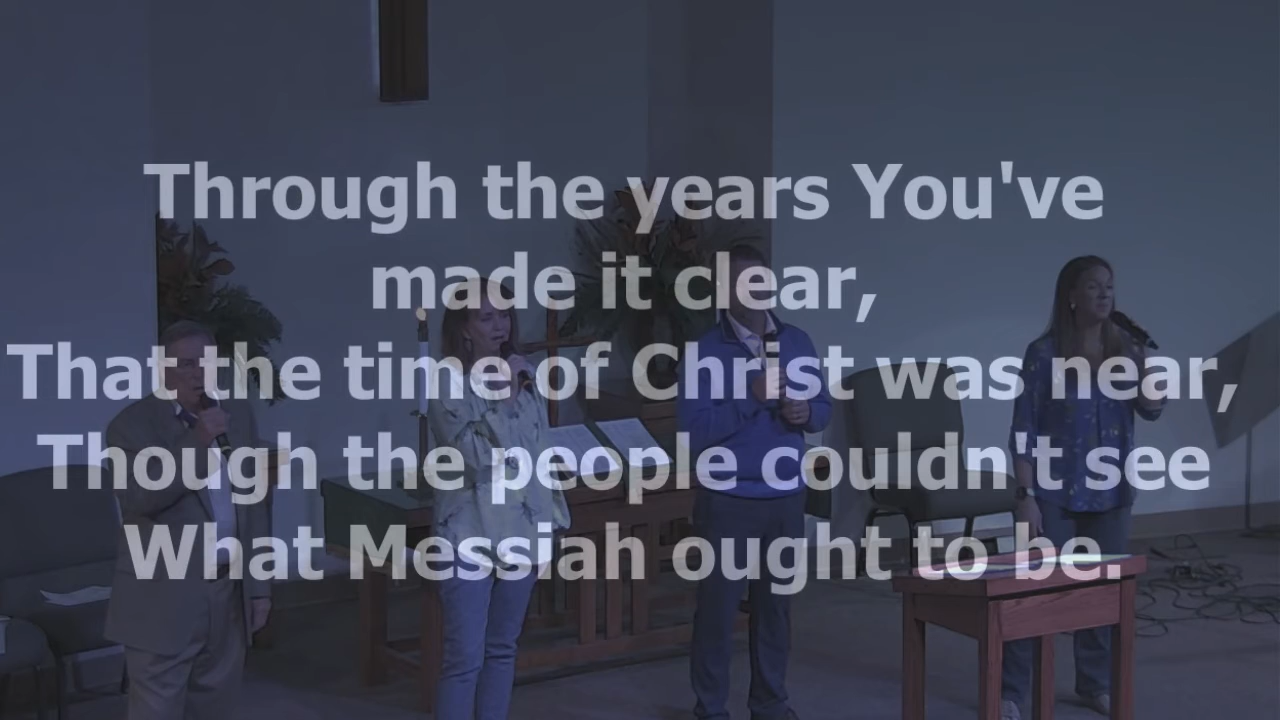 Through the years You've
made it clear,
That the time of Christ was near,
Though the people couldn't see
What Messiah ought to be.